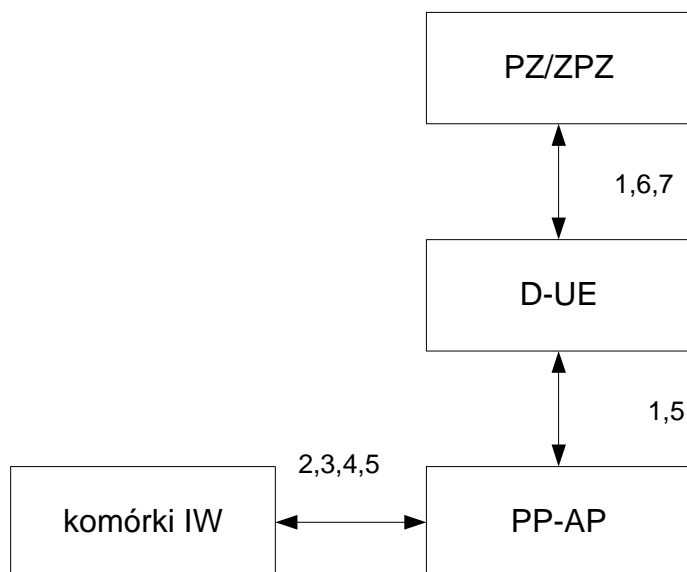 PZ/ZPZ
1,6,7
D-UE
1,5
2,3,4,5
komórki IW
PP-AP